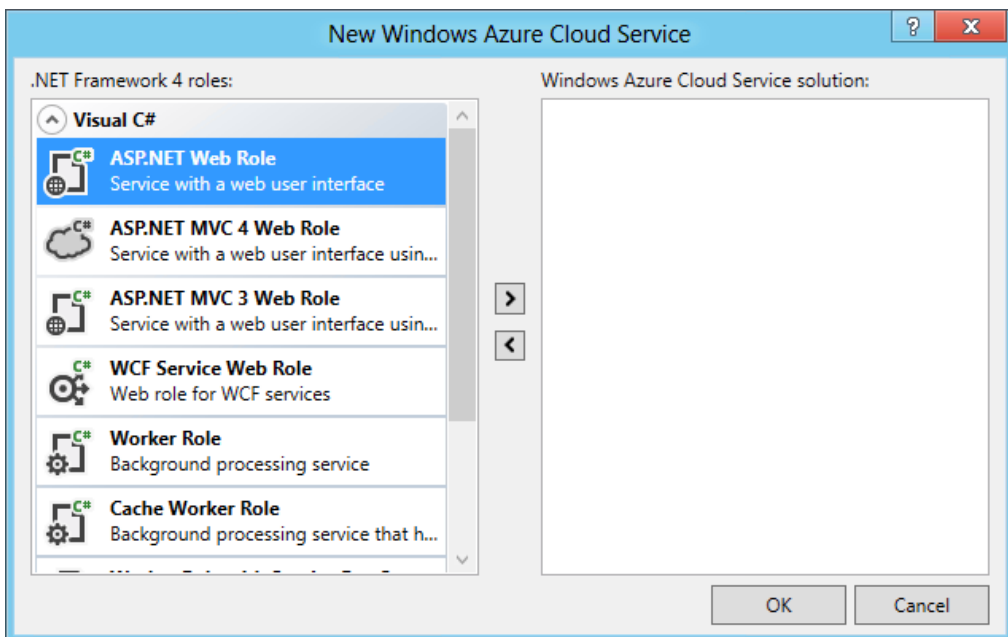 New Windows Azure Cloud Service
?
X
.NET Framework 4 roles:
Windows Azure Cloud Service solution:
Visual C#
C#
ASP.NET Web Role
Service with a web user interface
C#
ASP.NET MVC 4 Web Role
Service with a web user interface usin...
C#
ASP.NET MVC 3 Web Role
Service with a web user interface usin...
C#
WCF Service Web Role
Web role for WCF services
C#
Worker Role
Background processing service
C#
Cache Worker Role
Background processing service that h...
>
<
OK
Cancel